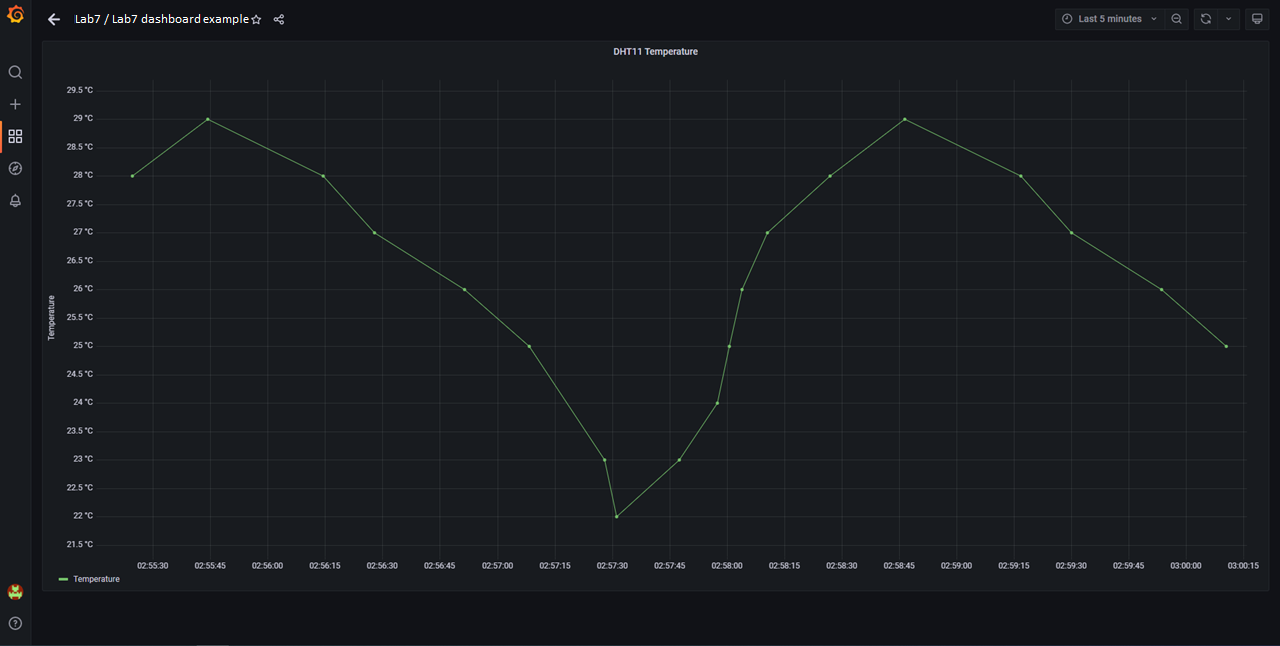 Lab7 / Lab7 dashboard example
Last 5 minutes
DHT11 Temperature
29.5 °C
29 °C
28.5 °C
28 °C
27.5 °C
27 °C
26.5 °C
26 °C
25.5 °C
25 °C
24.5 °C
24 °C
23.5 °C
23 °C
22.5 °C
22 °C
21.5 °C
Temperature
02:55:30 02:55:45 02:56:00 02:56:15 02:56:30 02:56:45 02:57:00 02:57:15 02:57:30 02:57:45 02:58:00 02:58:15 02:58:30 02:58:45 02:59:00 02:59:15 02:59:30 02:59:45 03:00:00 03:00:15
Temperature